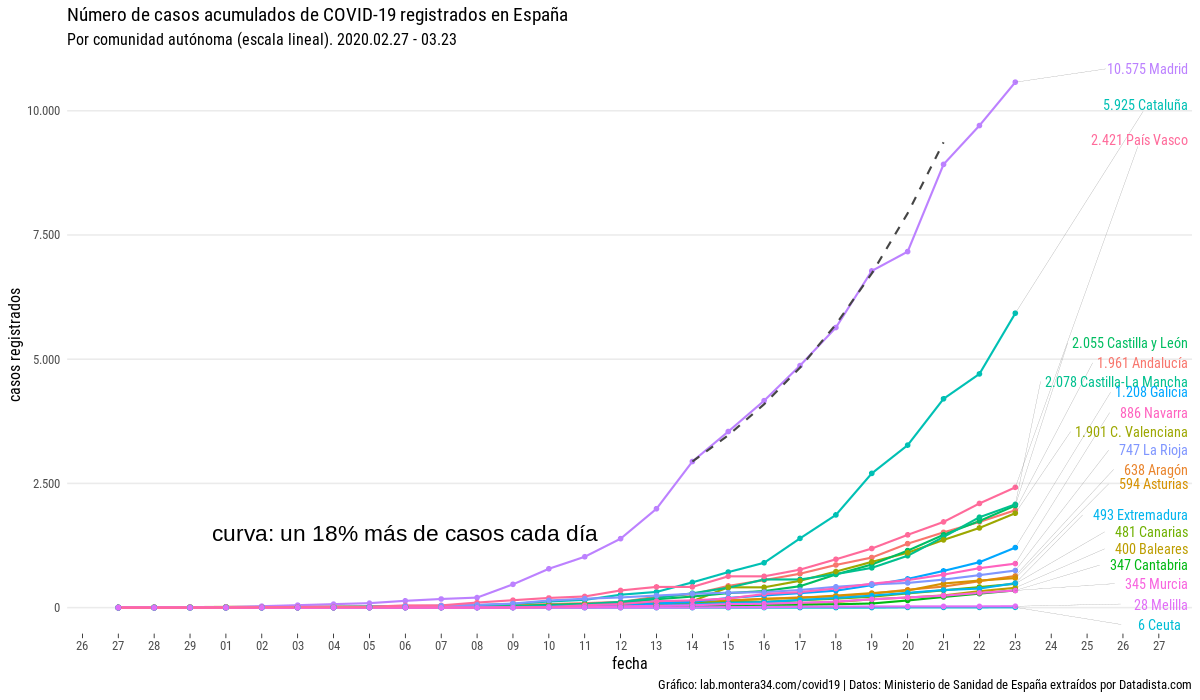 Número de casos acumulados de COVID-19 registrados en España
Por comunidad autónoma (escala lineal). 2020.02.27 - 03.23
10.575 Madrid
5.925 Cataluña
2.421 País Vasco
2.055 Castilla y León
1.961 Andalucía
2.078 Castilla-La Mancha
1.208 Galicia
886 Navarra
1.901 C. Valenciana
747 La Rioja
638 Aragón
594 Asturias
493 Extremadura
481 Canarias
400 Baleares
347 Cantabria
345 Murcia
28 Melilla
6 Ceuta
10.000
7.500
5.000
2.500
0
casos registrados
curva: un 18% más de casos cada día
26 27 28 29 01 02 03 04 05 06 07 08 09 10 11 12 13 14 15 16 17 18 19 20 21 22 23 24 25 26 27
fecha
Gráfico: lab.montera34.com/covid19 | Datos: Ministerio de Sanidad de España extraídos por Datadista.com